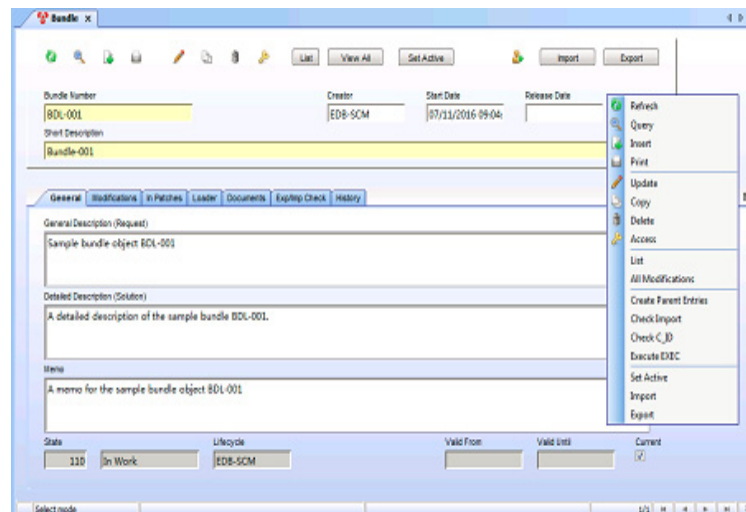 Bundle x
List View All Set Active Import Export
Bundle Number Creator Start Date Release Date
BDL-001 EDB-SCM 07/11/2016 09:04:
Short Description
Bundle-001
General Modifications In Patches Loader Documents Exp/Imp Check History
General Description (Request)
Sample bundle object BDL-001
Detailed Description (Solution)
A detailed description of the sample bundle BDL-001.
Memo
A memo for the sample bundle object BDL-001
State Lifecycle Valid From Valid Until Current
110 In Work EDB-SCM
Select mode 1/1
Refresh
Query
Insert
Print
Update
Copy
Delete
Access
List
All Modifications
Create Parent Entries
Check Import
Check C_ID
Execute EXEC
Set Active
Import
Export